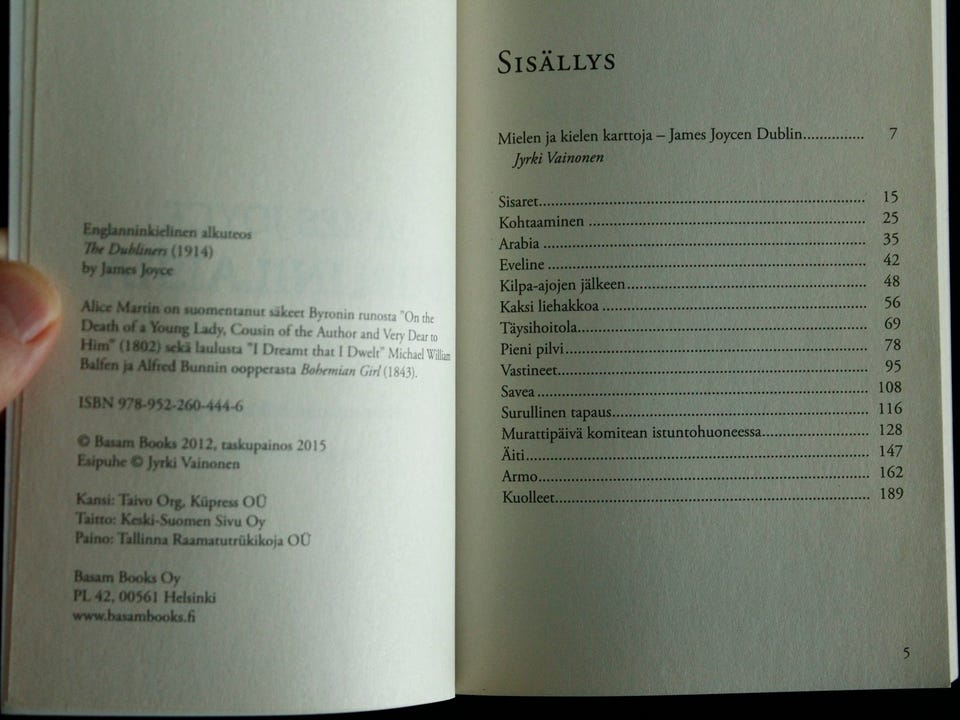 Englanninkielinen alkuteos
The Dubliners (1914)
by James Joyce
Alice Martin on suomentanut säkeet Byronin runosta "On the
Death of a Young Lady, Cousin of the Author and Very Dear to
Him" (1802) sekä laulusta "I Dreamt that I Dwelt" Michael William
Balfen ja Alfred Bunnin oopperasta Bohemian Girl (1843).
ISBN 978-952-260-444-6
© Basam Books 2012, taskupainos 2015
Esipuhe © Jyrki Vainonen
Kansi: Taivo Org, Küpress OÜ
Taitto: Keski-Suomen Sivu Oy
Paino: Tallinna Raamatutrükikoja OÜ
Basam Books Oy
PL 42, 00561 Helsinki
www.basambooks.fi
SISÄLLYS
Mielen ja kielen karttoja – James Joycen Dublin............... 7
Jyrki Vainonen
Sisaret........ 15
Kohtaaminen ........ 25
Arabia ........ 35
Eveline ........ 42
Kilpa-ajojen jälkeen........ 48
Kaksi liehakkoa ........ 56
Täysihoitola........ 69
Pieni pilvi........ 78
Vastineet........ 95
Savea ........ 108
Surullinen tapaus........ 116
Murattipäivä komitean istuntohuoneessa........ 128
Äiti........ 147
Armo........ 162
Kuolleet........ 189
5